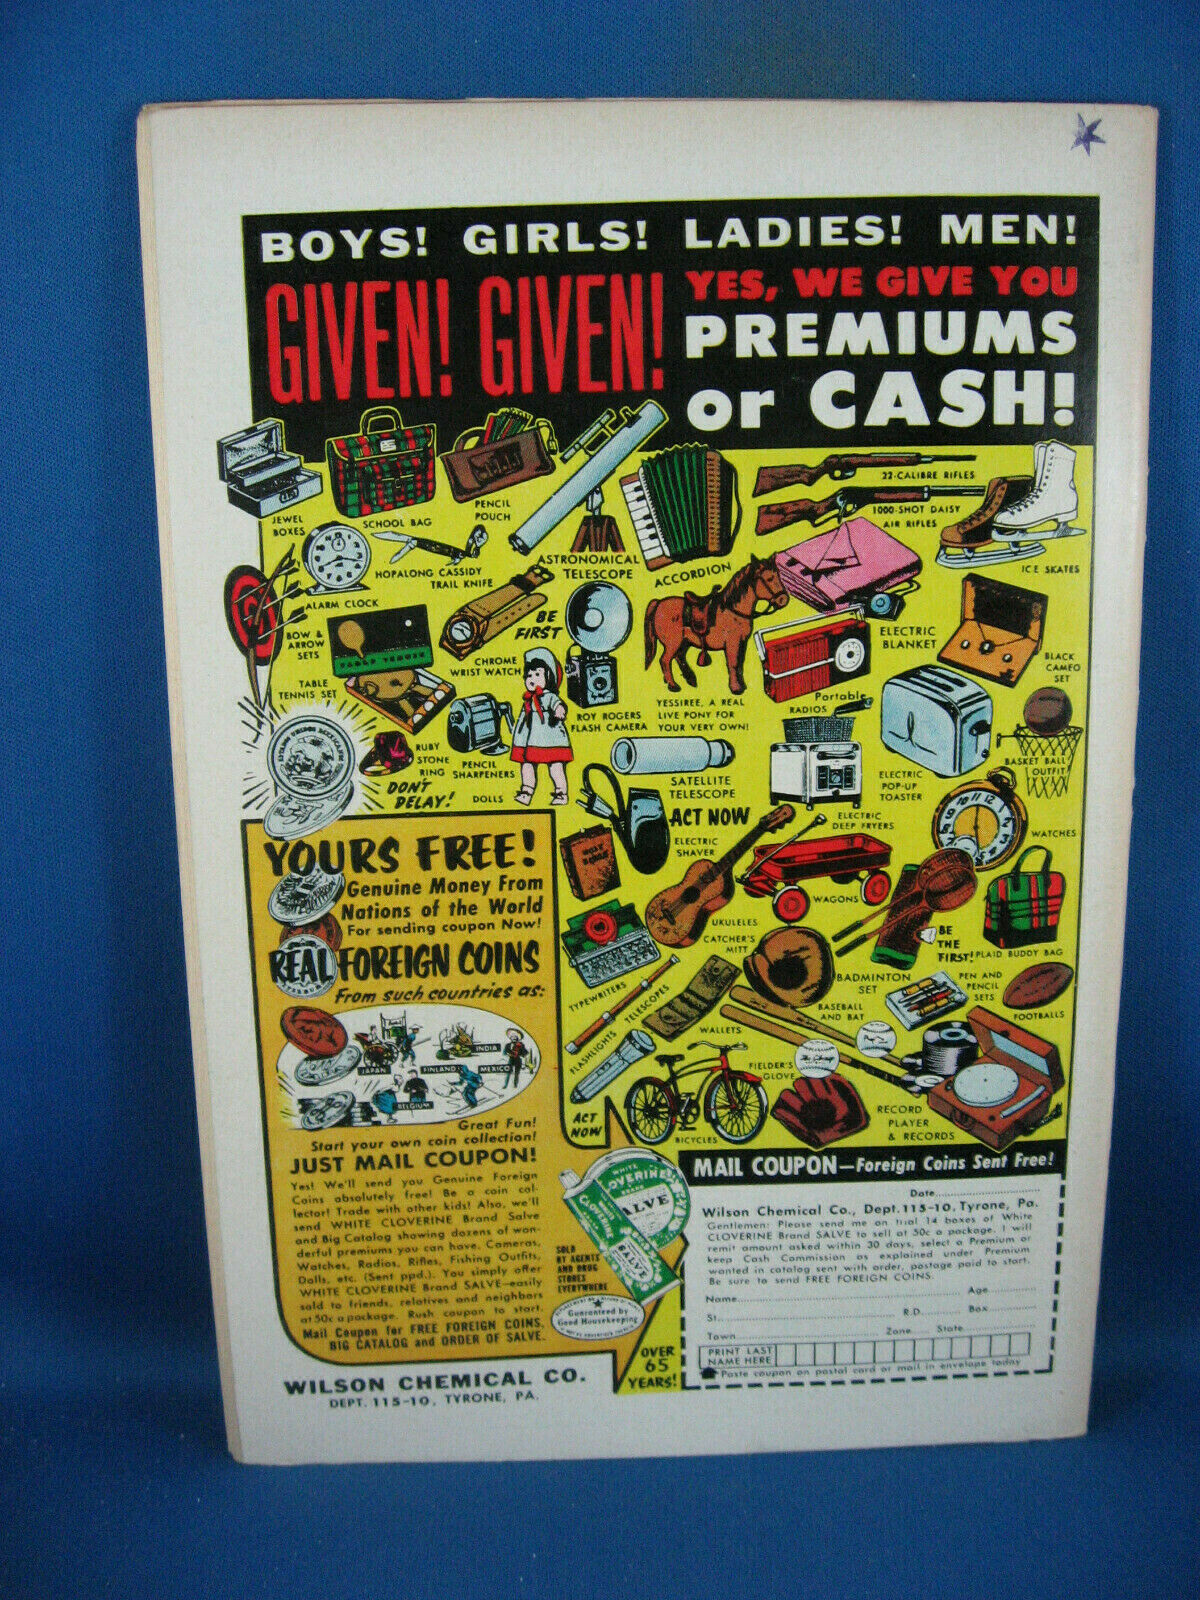 BOYS! GIRLS! LADIES! MEN!
GIVEN! GIVEN!
YES, WE GIVE YOU
PREMIUMS
or CASH!
JEWEL
BOXES
SCHOOL BAG
PENCIL
POUCH
ASTRONOMICAL
TELESCOPE
ACCORDION
22-CALIBRE RIFLES
1000-SHOT DAISY
AIR RIFLES
ICE SKATES
ALARM CLOCK
HOPALONG CASSIDY
TRAIL KNIFE
BOW &
ARROW
SETS
TABLE TENNIS
TABLE
TENNIS SET
CHROME
WRIST WATCH
BE
FIRST
ROY ROGERS
FLASH CAMERA
YESSIREE, A REAL
LIVE PONY FOR
YOUR VERY OWN!
ELECTRIC
BLANKET
Portable
RADIOS
BLACK
CAMEO
SET
RUBY
STONE
RING
DON'T
DELAY!
PENCIL
SHARPENERS
DOLLS
SATELLITE
TELESCOPE
ACT NOW
ELECTRIC
SHAVER
ELECTRIC
DEEP FRYERS
ELECTRIC
POP-UP
TOASTER
BASKET BALL
OUTFIT
WATCHES
HOLY BIBLE
UKULELES
WAGONS
CATCHER'S
MITT
BADMINTON
SET
BE
THE
FIRST!
PLAID BUDDY BAG
TYPEWRITERS
TELESCOPES
FLASHLIGHTS
WALLETS
BASEBALL
AND BAT
PEN AND
PENCIL
SETS
FOOTBALLS
ACT
NOW
BICYCLES
FIELDER'S
GLOVE
RECORD
PLAYER
& RECORDS
YOURS FREE!
Genuine Money From
Nations of the World
For sending coupon Now!
REAL FOREIGN COINS
From such countries as:
JAPAN
INDIA
FINLAND
MEXICO
BELGIUM
Great Fun!
Start your own coin collection!
JUST MAIL COUPON!
Yes! We'll send you Genuine Foreign
Coins absolutely free! Be a coin col-
lector! Trade with other kids! Also, we'll
send WHITE CLOVERINE Brand Salve
and Big Catalog showing dozens of won-
derful premiums you can have. Cameras,
Watches, Radios, Rifles, Fishing Outfits,
Dolls, etc. (Sent ppd.). You simply offer
WHITE CLOVERINE Brand SALVE—easily
sold to friends, relatives and neighbors
at 50c a package. Rush coupon to start.
Mail Coupon for FREE FOREIGN COINS,
BIG CATALOG and ORDER OF SALVE.
WHITE
CLOVERINE
BRAND
SALVE
WHITE
CLOVERINE
BRAND
SALVE
SOLD
BY AGENTS
AND DRUG
STORES
EVERYWHERE
Guaranteed by
Good Housekeeping
OVER
65
YEARS!
WILSON CHEMICAL CO.
DEPT. 115-10, TYRONE, PA.
MAIL COUPON—Foreign Coins Sent Free!
Date
Wilson Chemical Co., Dept. 115-10, Tyrone, Pa.
Gentlemen: Please send me on trial 14 boxes of White
CLOVERINE Brand SALVE to sell at 50c a package. I will
remit amount asked within 30 days, select a Premium or
keep Cash Commission as explained under Premium
wanted in catalog sent with order, postage paid to start.
Be sure to send FREE FOREIGN COINS.
Name Age
St. R.D. Box
Town Zone State
PRINT LAST
NAME HERE
Paste coupon on postal card or mail in envelope today